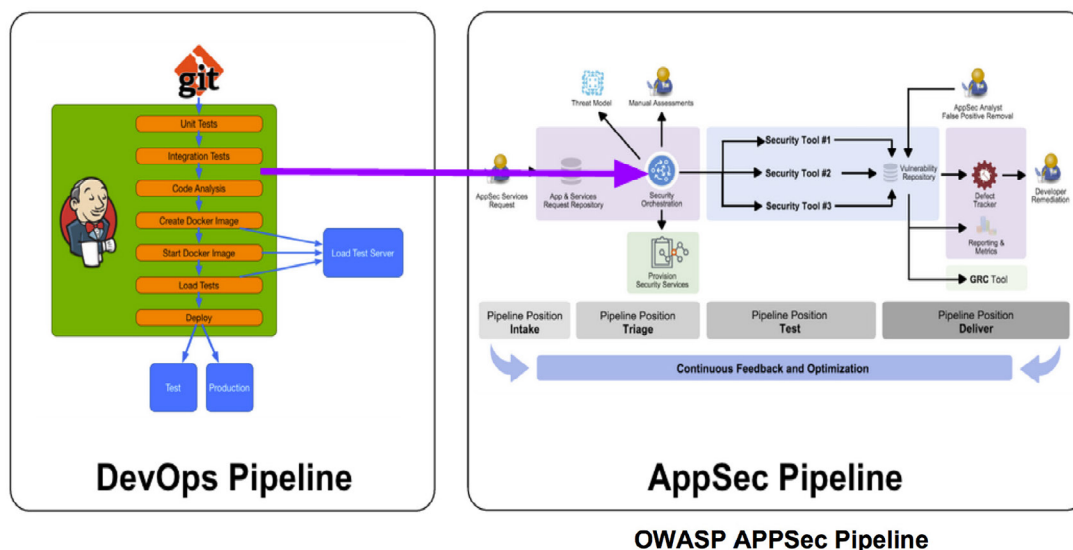 git
Unit Tests
Integration Tests
Code Analysis
Create Docker Image
Start Docker Image
Load Tests
Deploy
Load Test Server
Test
Production
DevOps Pipeline
Threat Model
Manual Assessments
AppSec Analyst
False Positive Removal
AppSec Services
Request
App & Services
Request Repository
Security
Orchestration
Security Tool #1
Security Tool #2
Security Tool #3
Vulnerability
Repository
Defect
Tracker
Developer
Remediation
Provision
Security Services
Reporting &
Metrics
GRC Tool
Pipeline Position
Intake
Pipeline Position
Triage
Pipeline Position
Test
Pipeline Position
Deliver
Continuous Feedback and Optimization
AppSec Pipeline
OWASP APPSec Pipeline